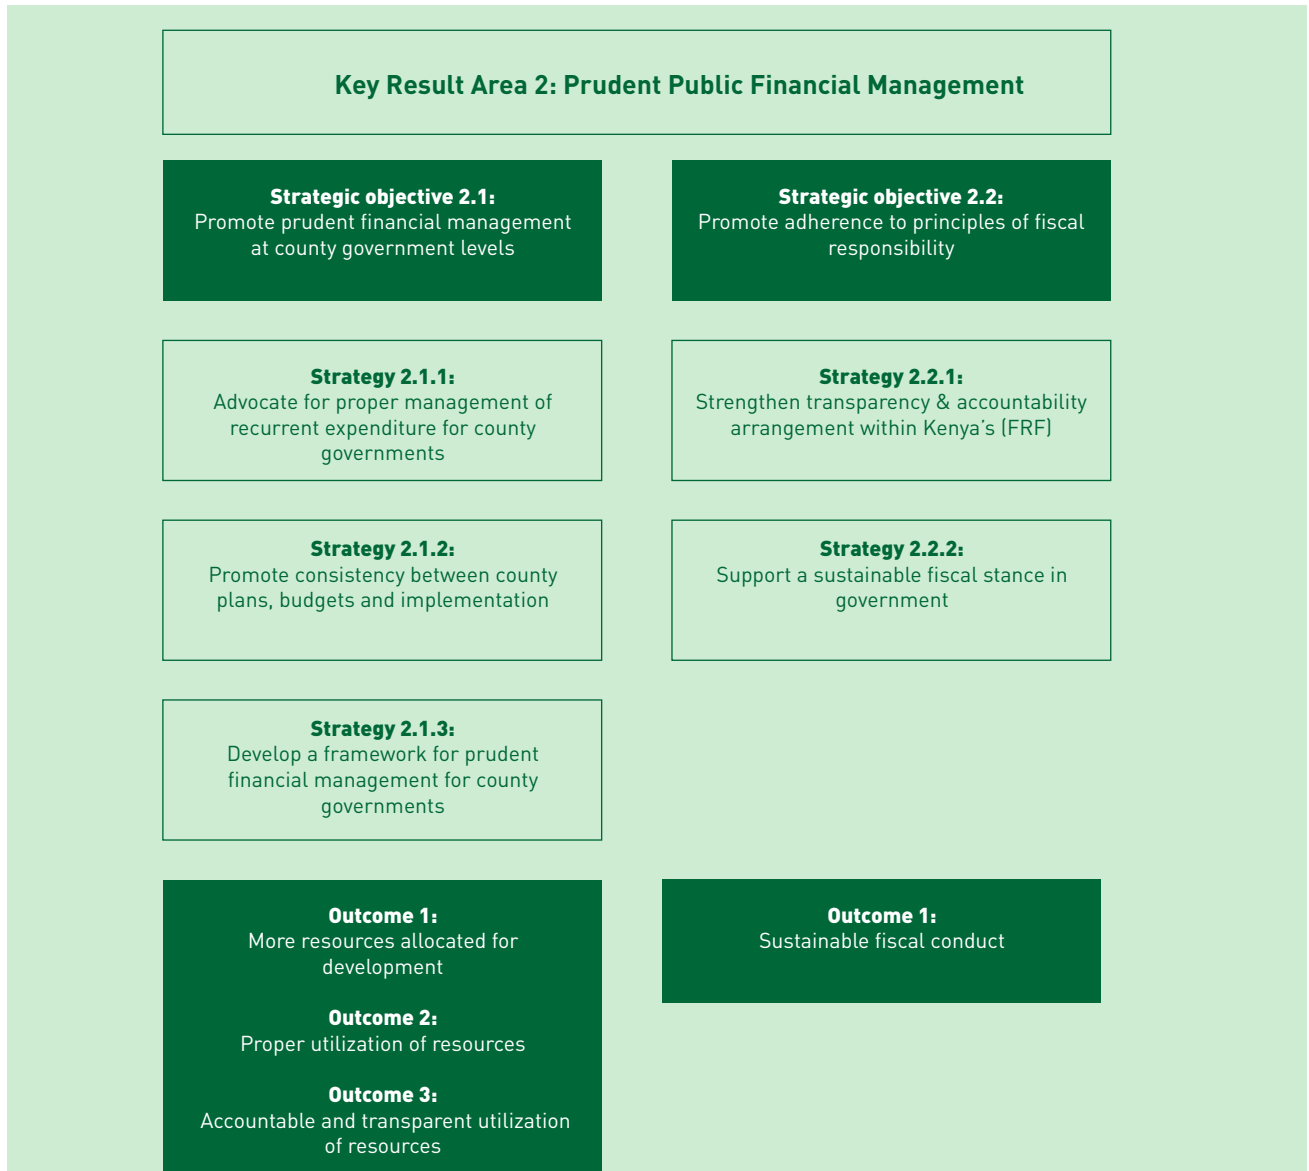 Key Result Area 2: Prudent Public Financial Management
Strategic objective 2.1:
Promote prudent financial management
at county government levels
Strategic objective 2.2:
Promote adherence to principles of fiscal
responsibility
Strategy 2.1.1:
Advocate for proper management of
recurrent expenditure for county
governments
Strategy 2.2.1:
Strengthen transparency & accountability
arrangement within Kenya’s (FRF)
Strategy 2.1.2:
Promote consistency between county
plans, budgets and implementation
Strategy 2.2.2:
Support a sustainable fiscal stance in
government
Strategy 2.1.3:
Develop a framework for prudent
financial management for county
governments
Outcome 1:
More resources allocated for
development
Outcome 2:
Proper utilization of resources
Outcome 3:
Accountable and transparent utilization
of resources
Outcome 1:
Sustainable fiscal conduct